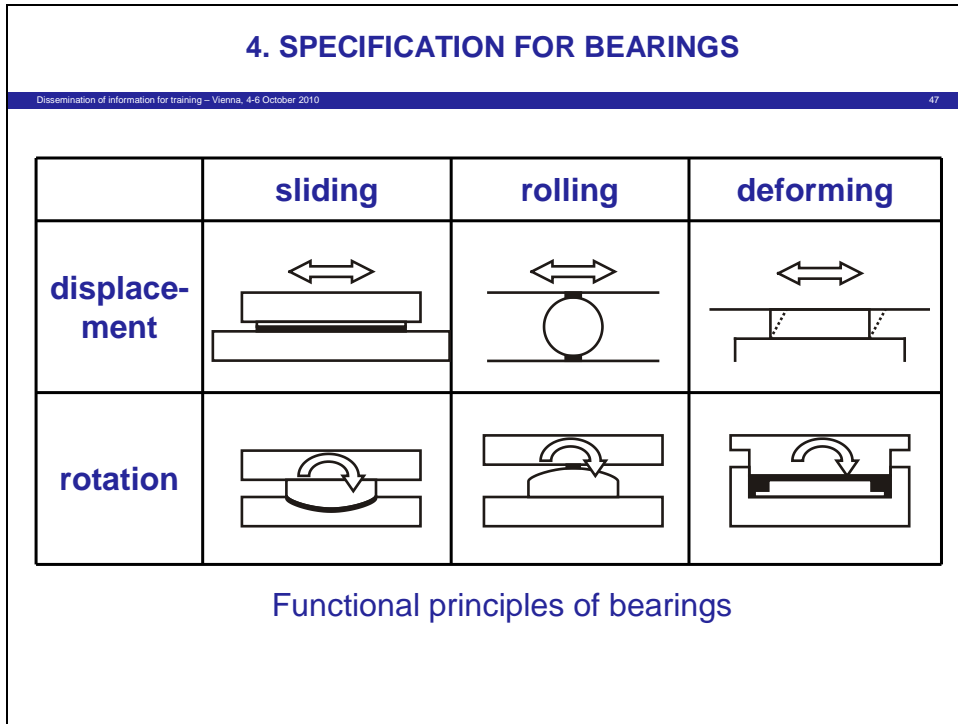 4. SPECIFICATION FOR BEARINGS
Dissemination of information for training – Vienna, 4-6 October 2010 47
sliding rolling deforming
displace-
ment
rotation
Functional principles of bearings